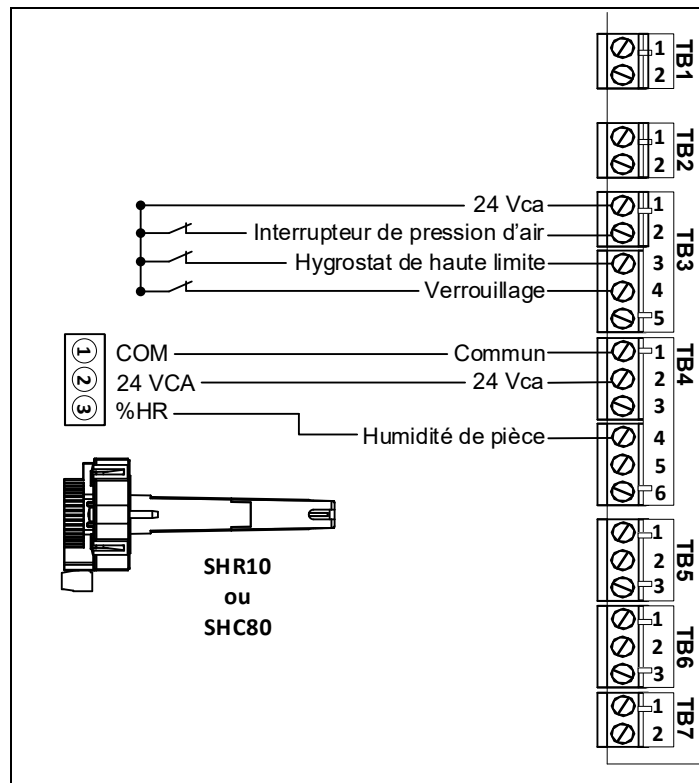 1
2
TB1
1
2
TB2
24 Vca
1
Interrupteur de pression d'air
2
Hygrostat de haute limite
3
Verrouillage
4
5
TB3
1 COM
Commun
1
2 24 VCA
24 Vca
2
3 %HR
3
Humidité de pièce
4
5
6
TB4
SHR10
ou
SHC80
1
2
3
TB5
1
2
3
TB6
1
2
TB7